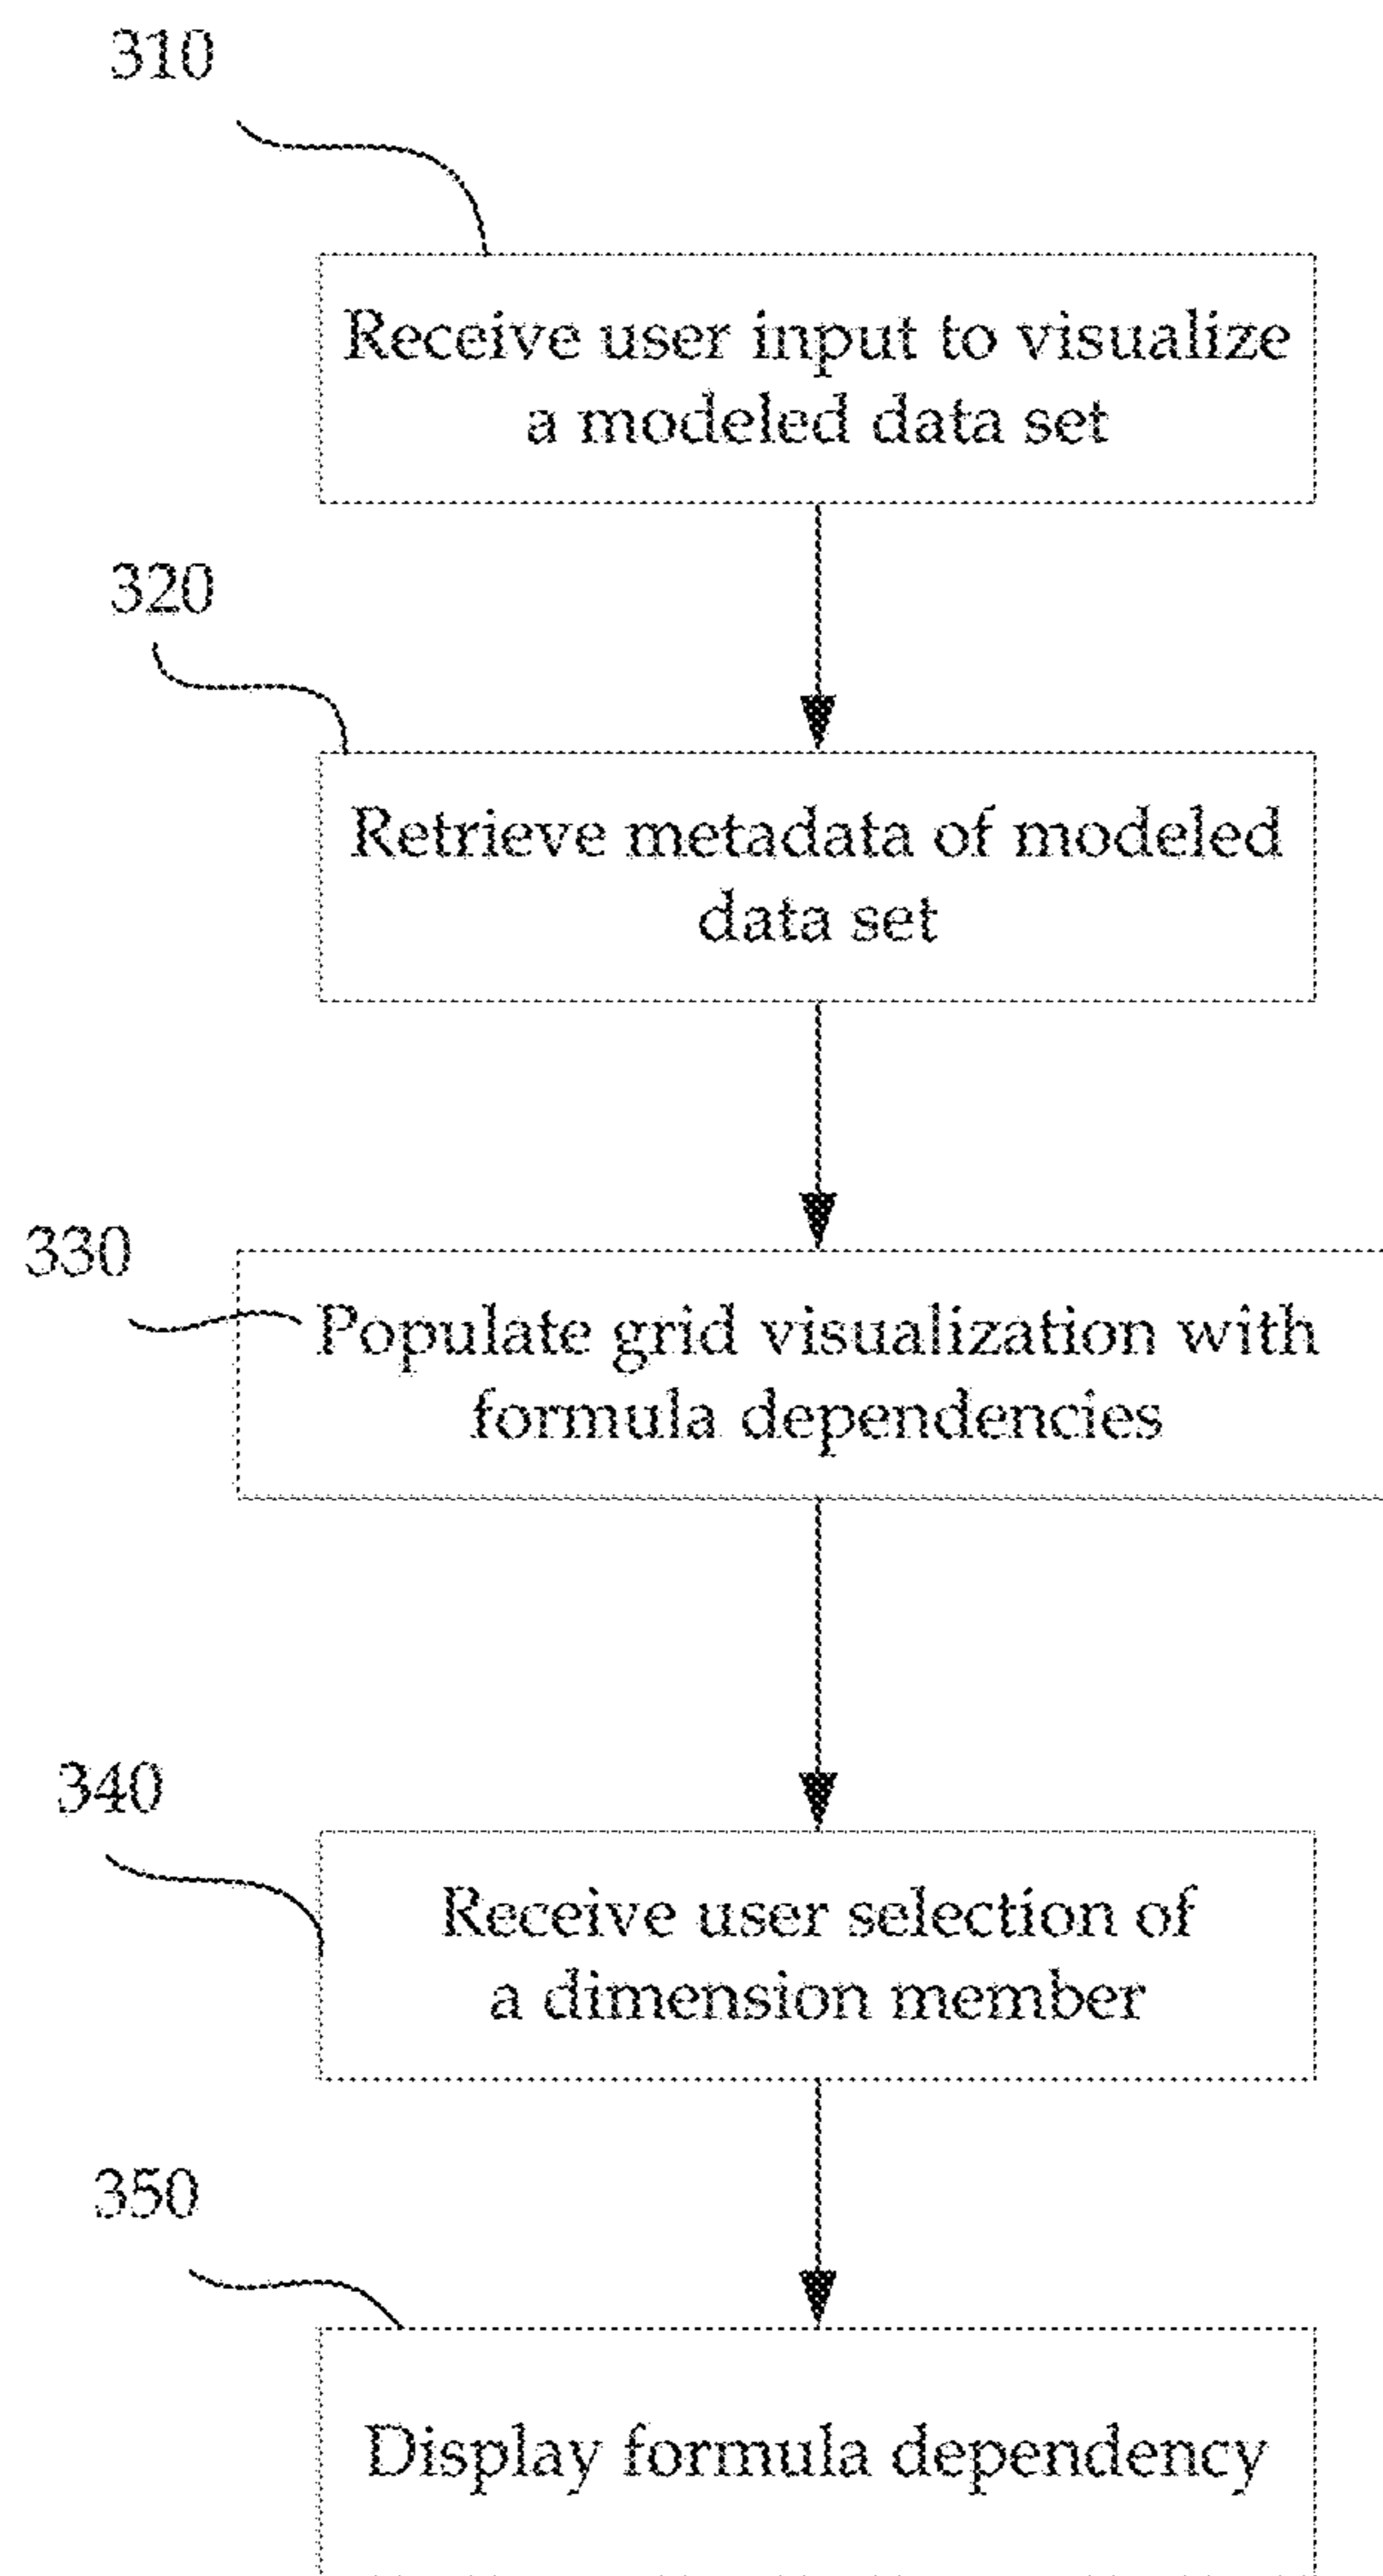 310
Receive user input to visualize
a modeled data set
320
Retrieve metadata of modeled
data set
330
Populate grid visualization with
formula dependencies
340
Receive user selection of
a dimension member
350
Display formula dependency